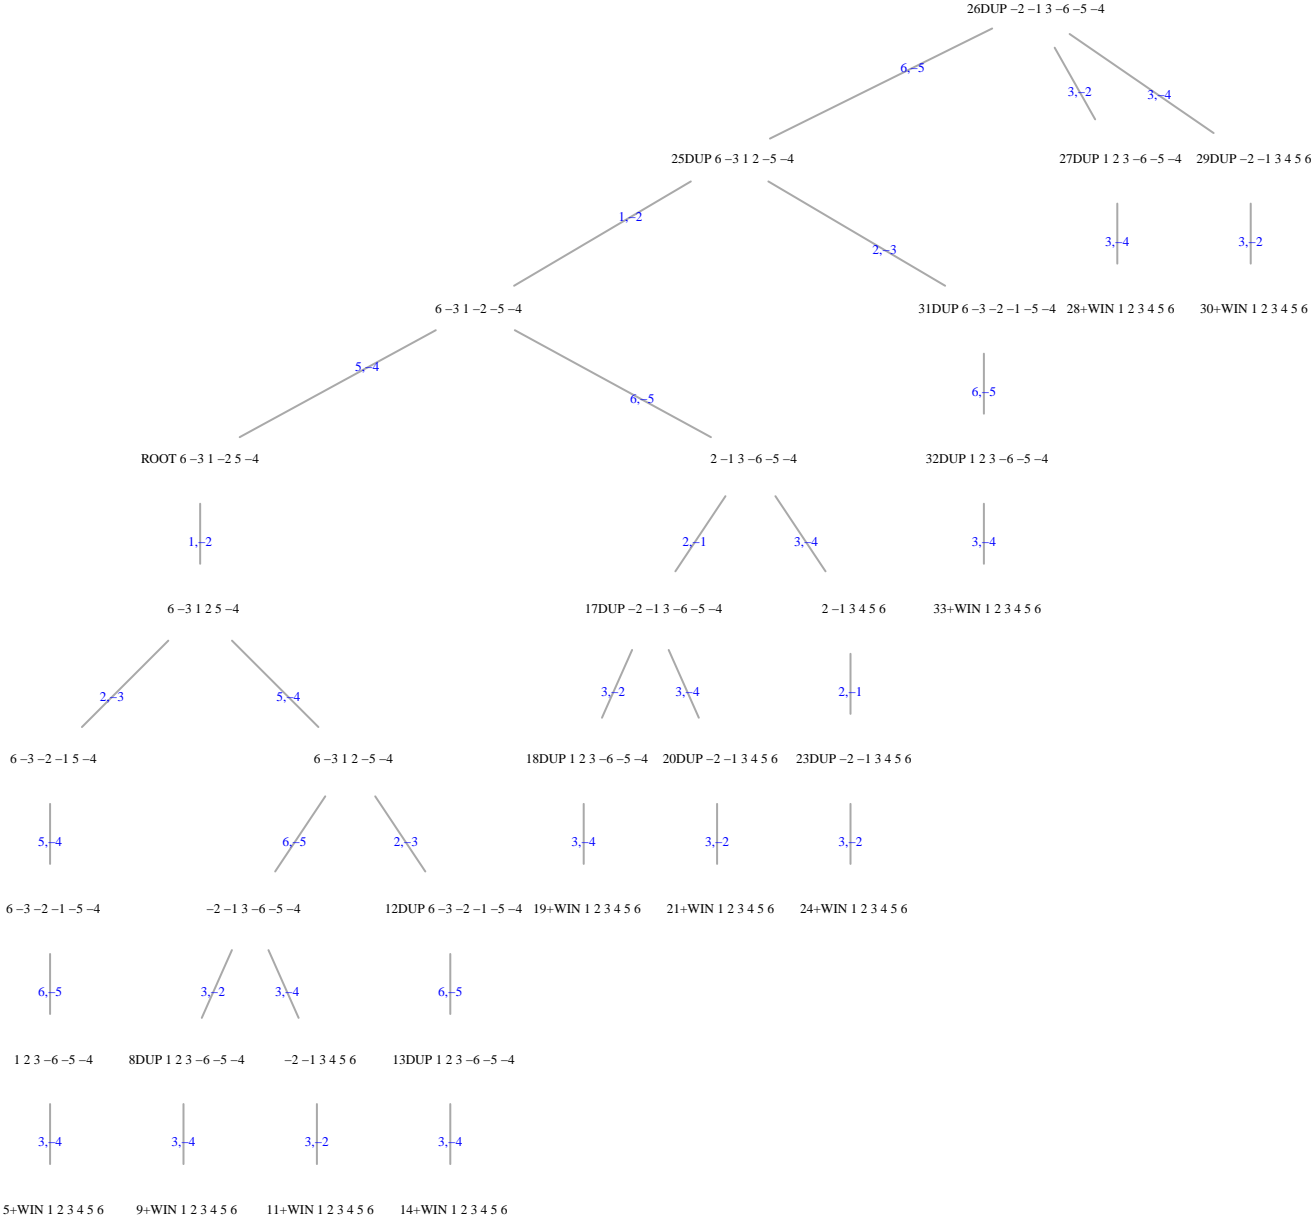 26DUP −2 −1 3 −6 −5 −4
6,−5
3,−2
3,−4
25DUP 6 −3 1 2 −5 −4
27DUP 1 2 3 −6 −5 −4
29DUP −2 −1 3 4 5 6
1,−2
2,−3
3,−4
3,−2
6 −3 1 −2 −5 −4
31DUP 6 −3 −2 −1 −5 −4
28+WIN 1 2 3 4 5 6
30+WIN 1 2 3 4 5 6
5,−4
6,−5
6,−5
ROOT 6 −3 1 −2 5 −4
2 −1 3 −6 −5 −4
32DUP 1 2 3 −6 −5 −4
1,−2
2,−1
3,−4
3,−4
6 −3 1 2 5 −4
17DUP −2 −1 3 −6 −5 −4
2 −1 3 4 5 6
33+WIN 1 2 3 4 5 6
2,−3
5,−4
3,−2
3,−4
2,−1
6 −3 −2 −1 5 −4
6 −3 1 2 −5 −4
18DUP 1 2 3 −6 −5 −4
20DUP −2 −1 3 4 5 6
23DUP −2 −1 3 4 5 6
5,−4
6,−5
2,−3
3,−4
3,−2
3,−2
6 −3 −2 −1 −5 −4
−2 −1 3 −6 −5 −4
12DUP 6 −3 −2 −1 −5 −4
19+WIN 1 2 3 4 5 6
21+WIN 1 2 3 4 5 6
24+WIN 1 2 3 4 5 6
6,−5
3,−2
3,−4
6,−5
1 2 3 −6 −5 −4
8DUP 1 2 3 −6 −5 −4
−2 −1 3 4 5 6
13DUP 1 2 3 −6 −5 −4
3,−4
3,−4
3,−2
3,−4
5+WIN 1 2 3 4 5 6
9+WIN 1 2 3 4 5 6
11+WIN 1 2 3 4 5 6
14+WIN 1 2 3 4 5 6